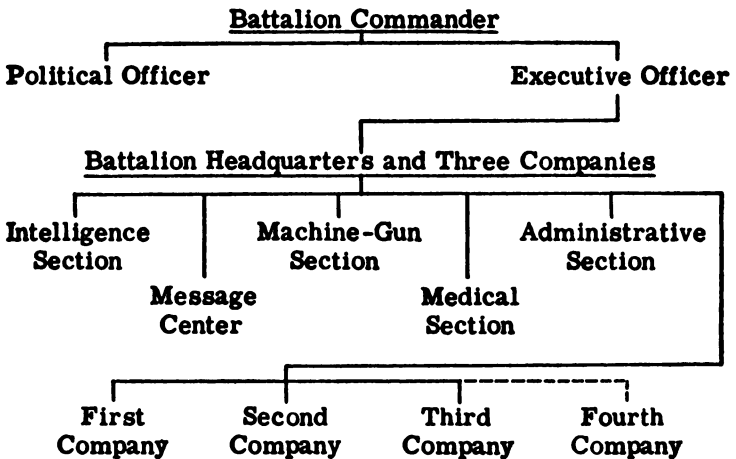 Battalion Commander
Political Officer
Executive Officer
Battalion Headquarters and Three Companies
Intelligence
Section
Machine-Gun
Section
Administrative
Section
Message
Center
Medical
Section
First
Company
Second
Company
Third
Company
Fourth
Company